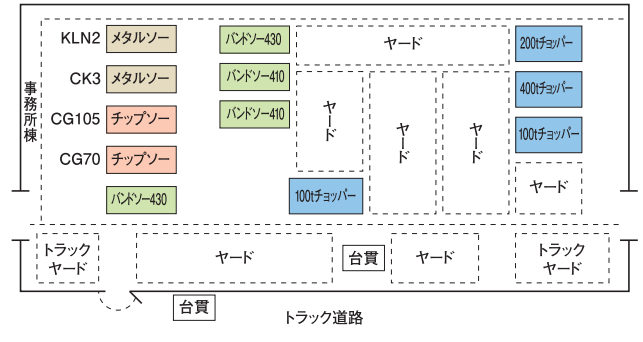 KLN2 メタルソー バンドソー430 ヤード 200tチョッパー
CK3 メタルソー バンドソー410 400tチョッパー
事務所棟
CG105 チップソー バンドソー410 ヤード ヤード ヤード 100tチョッパー
CG70 チップソー
バンドソー430 100tチョッパー ヤード
トラック
ヤード
ヤード
台貫
ヤード
トラック
ヤード
台貫
トラック道路